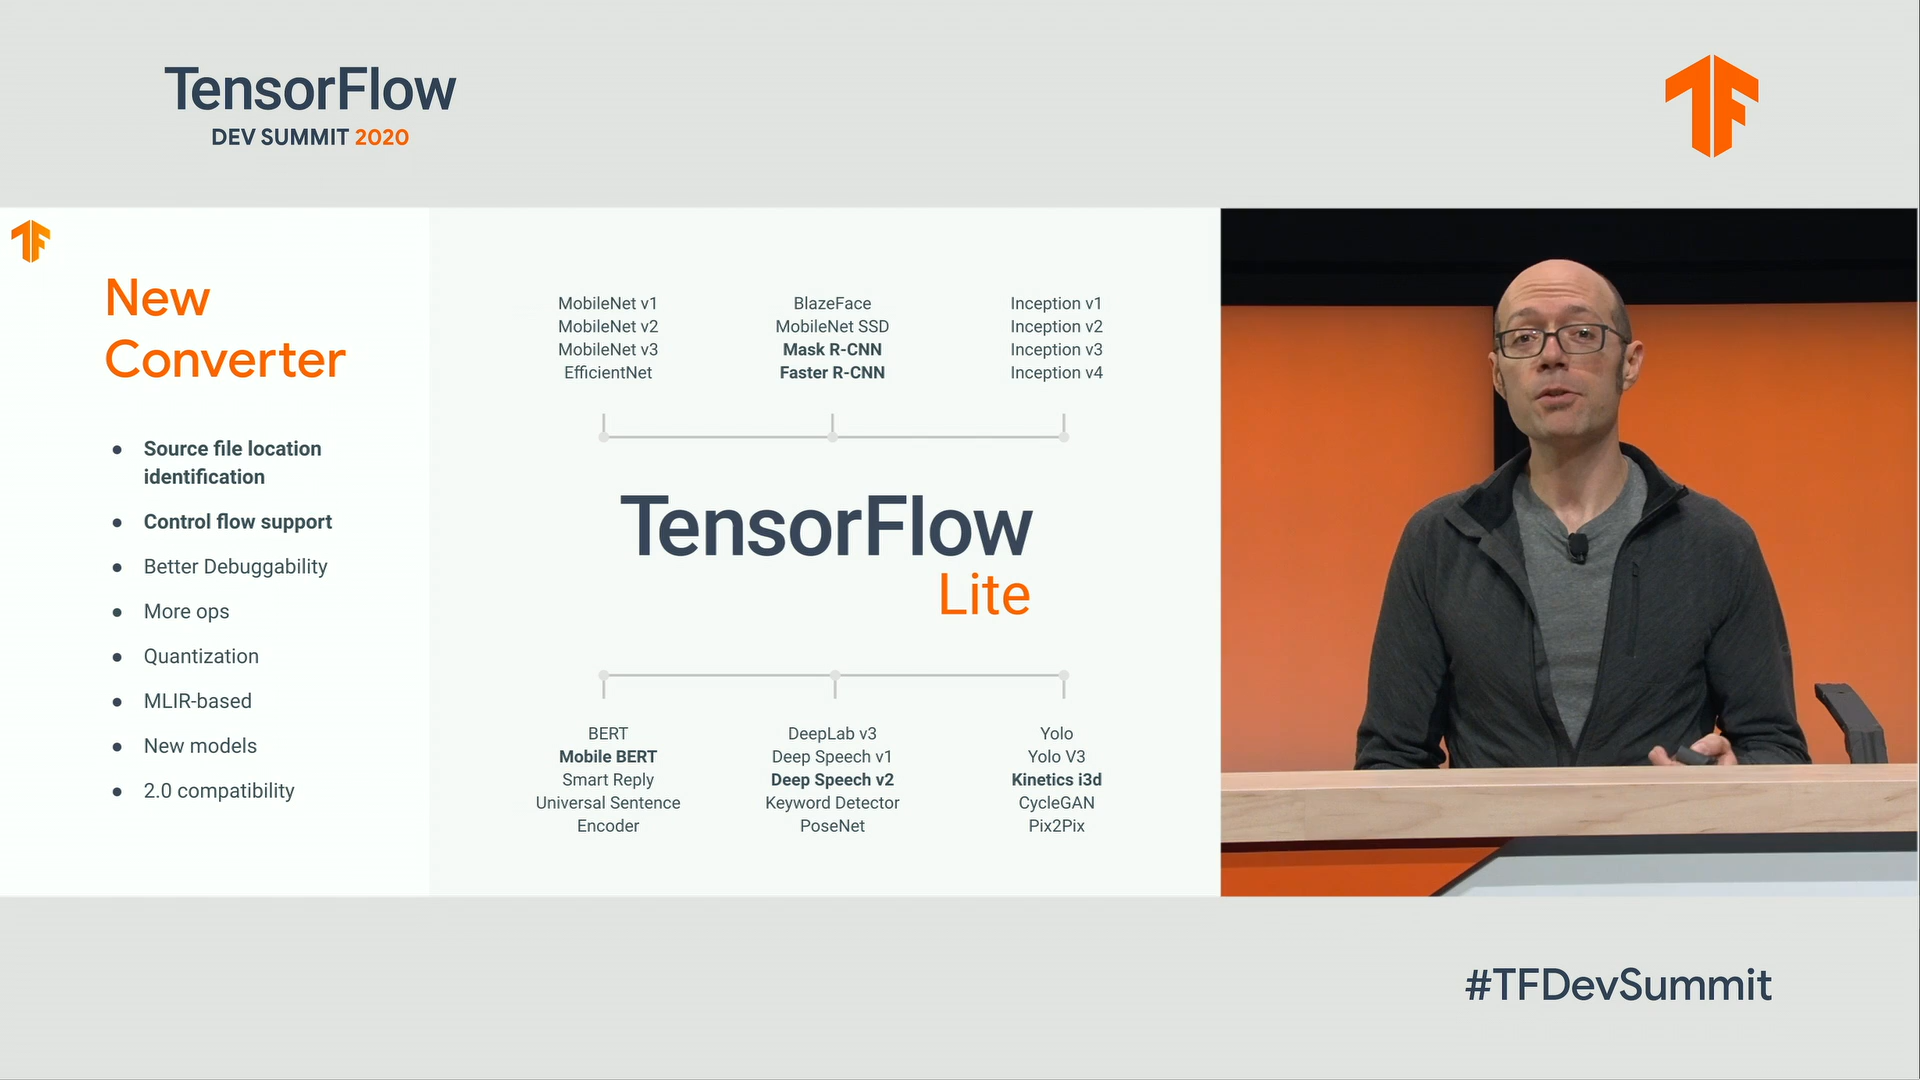 TensorFlow
DEV SUMMIT 2020
New
Converter
Source file location
identification
Control flow support
Better Debuggability
More ops
Quantization
MLIR-based
New models
2.0 compatibility
MobileNet v1
MobileNet v2
MobileNet v3
EfficientNet
BlazeFace
MobileNet SSD
Mask R-CNN
Faster R-CNN
Inception v1
Inception v2
Inception v3
Inception v4
TensorFlow
Lite
BERT
Mobile BERT
Smart Reply
Universal Sentence
Encoder
DeepLab v3
Deep Speech v1
Deep Speech v2
Keyword Detector
PoseNet
Yolo
Yolo V3
Kinetics i3d
CycleGAN
Pix2Pix
#TFDevSummit